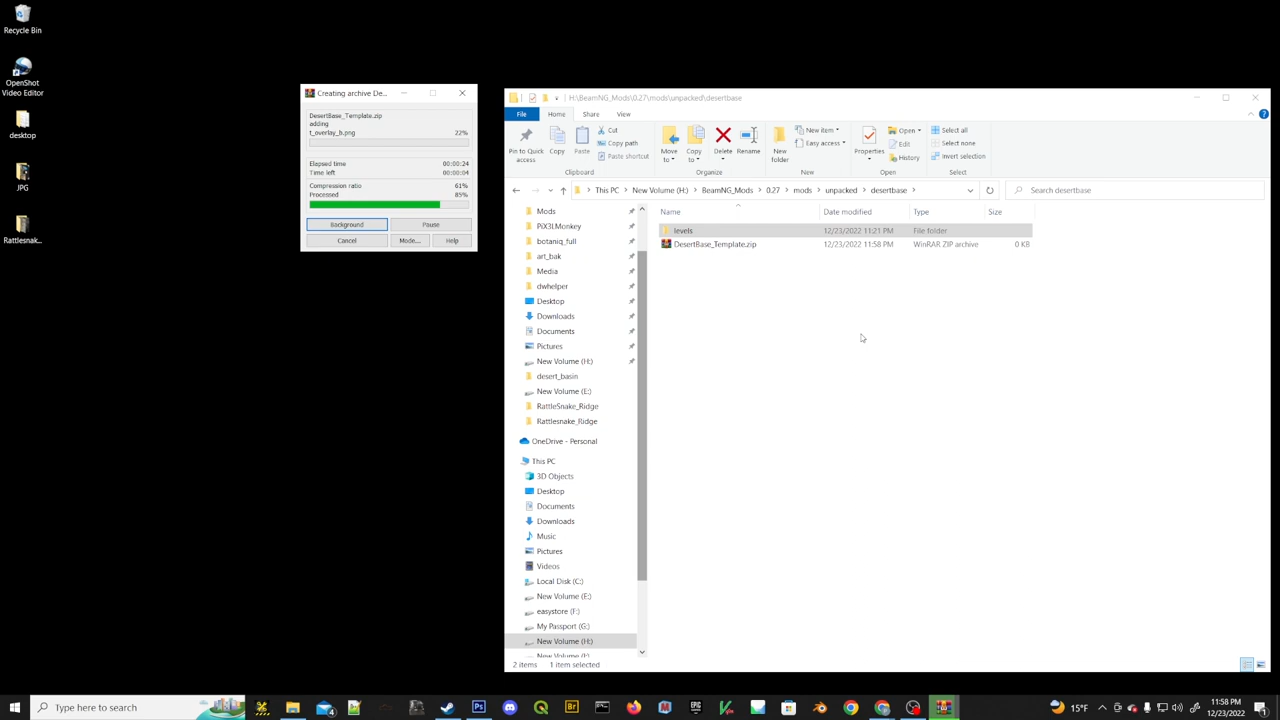 Recycle Bin
OpenShot
Video Editor
desktop
JPG
Rattlesnak...
Creating archive De...
DesertBase_Template.zip
adding
t_overlay_b.png
22%
Elapsed time
00:00:24
Time left
00:00:04
Compression ratio
61%
Processed
85%
Background
Pause
Cancel
Mode...
Help
H:\BeamNG_Mods\0.27\mods\unpacked\desertbase
File
Home
Share
View
Pin to Quick
access
Copy
Paste
Cut
Copy path
Paste shortcut
Clipboard
Move
to
Copy
to
Delete
Rename
Organize
New
folder
New item
Easy access
New
Properties
Open
Edit
History
Open
Select all
Select none
Invert selection
Select
This PC
New Volume (H:)
BeamNG_Mods
0.27
mods
unpacked
desertbase
Search desertbase
Name
Date modified
Type
Size
levels
12/23/2022 11:21 PM
File folder
DesertBase_Template.zip
12/23/2022 11:58 PM
WinRAR ZIP archive
0 KB
Mods
PiX3LMonkey
botaniq_full
art_bak
Media
dwhelper
Desktop
Downloads
Documents
Pictures
New Volume (H:)
desert_basin
New Volume (E:)
RattleSnake_Ridge
Rattlesnake_Ridge
OneDrive - Personal
This PC
3D Objects
Desktop
Documents
Downloads
Music
Pictures
Videos
Local Disk (C:)
New Volume (E:)
easystore (F:)
My Passport (G:)
New Volume (H:)
2 items
1 item selected
Type here to search
4
Ps
Br
EPIC
15°F
11:58 PM
12/23/2022
1